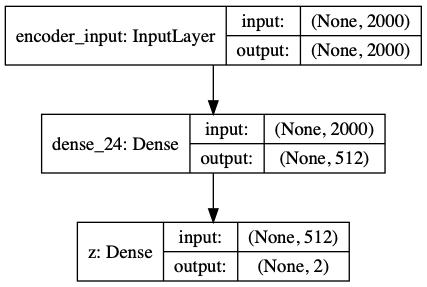 encoder_input: InputLayer
input: (None, 2000)
output: (None, 2000)
dense_24: Dense
input: (None, 2000)
output: (None, 512)
z: Dense
input: (None, 512)
output: (None, 2)